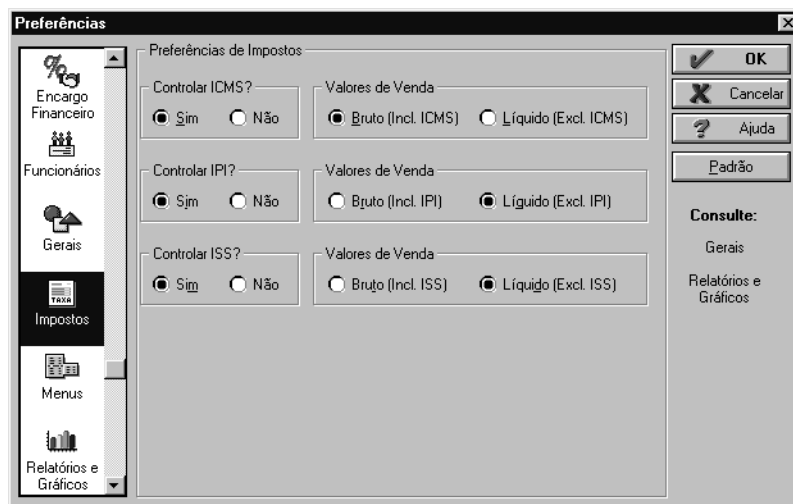 Preferências
Encargo
Financeiro
Funcionários
Gerais
TAXA
Impostos
Menus
Relatórios e
Gráficos
Preferências de Impostos
Controlar ICMS?
Sim Não
Valores de Venda
Bruto (Incl. ICMS) Líquido (Excl. ICMS)
Controlar IPI?
Sim Não
Valores de Venda
Bruto (Incl. IPI) Líquido (Excl. IPI)
Controlar ISS?
Sim Não
Valores de Venda
Bruto (Incl. ISS) Líquido (Excl. ISS)
OK
Cancelar
Ajuda
Padrão
Consulte:
Gerais
Relatórios e
Gráficos